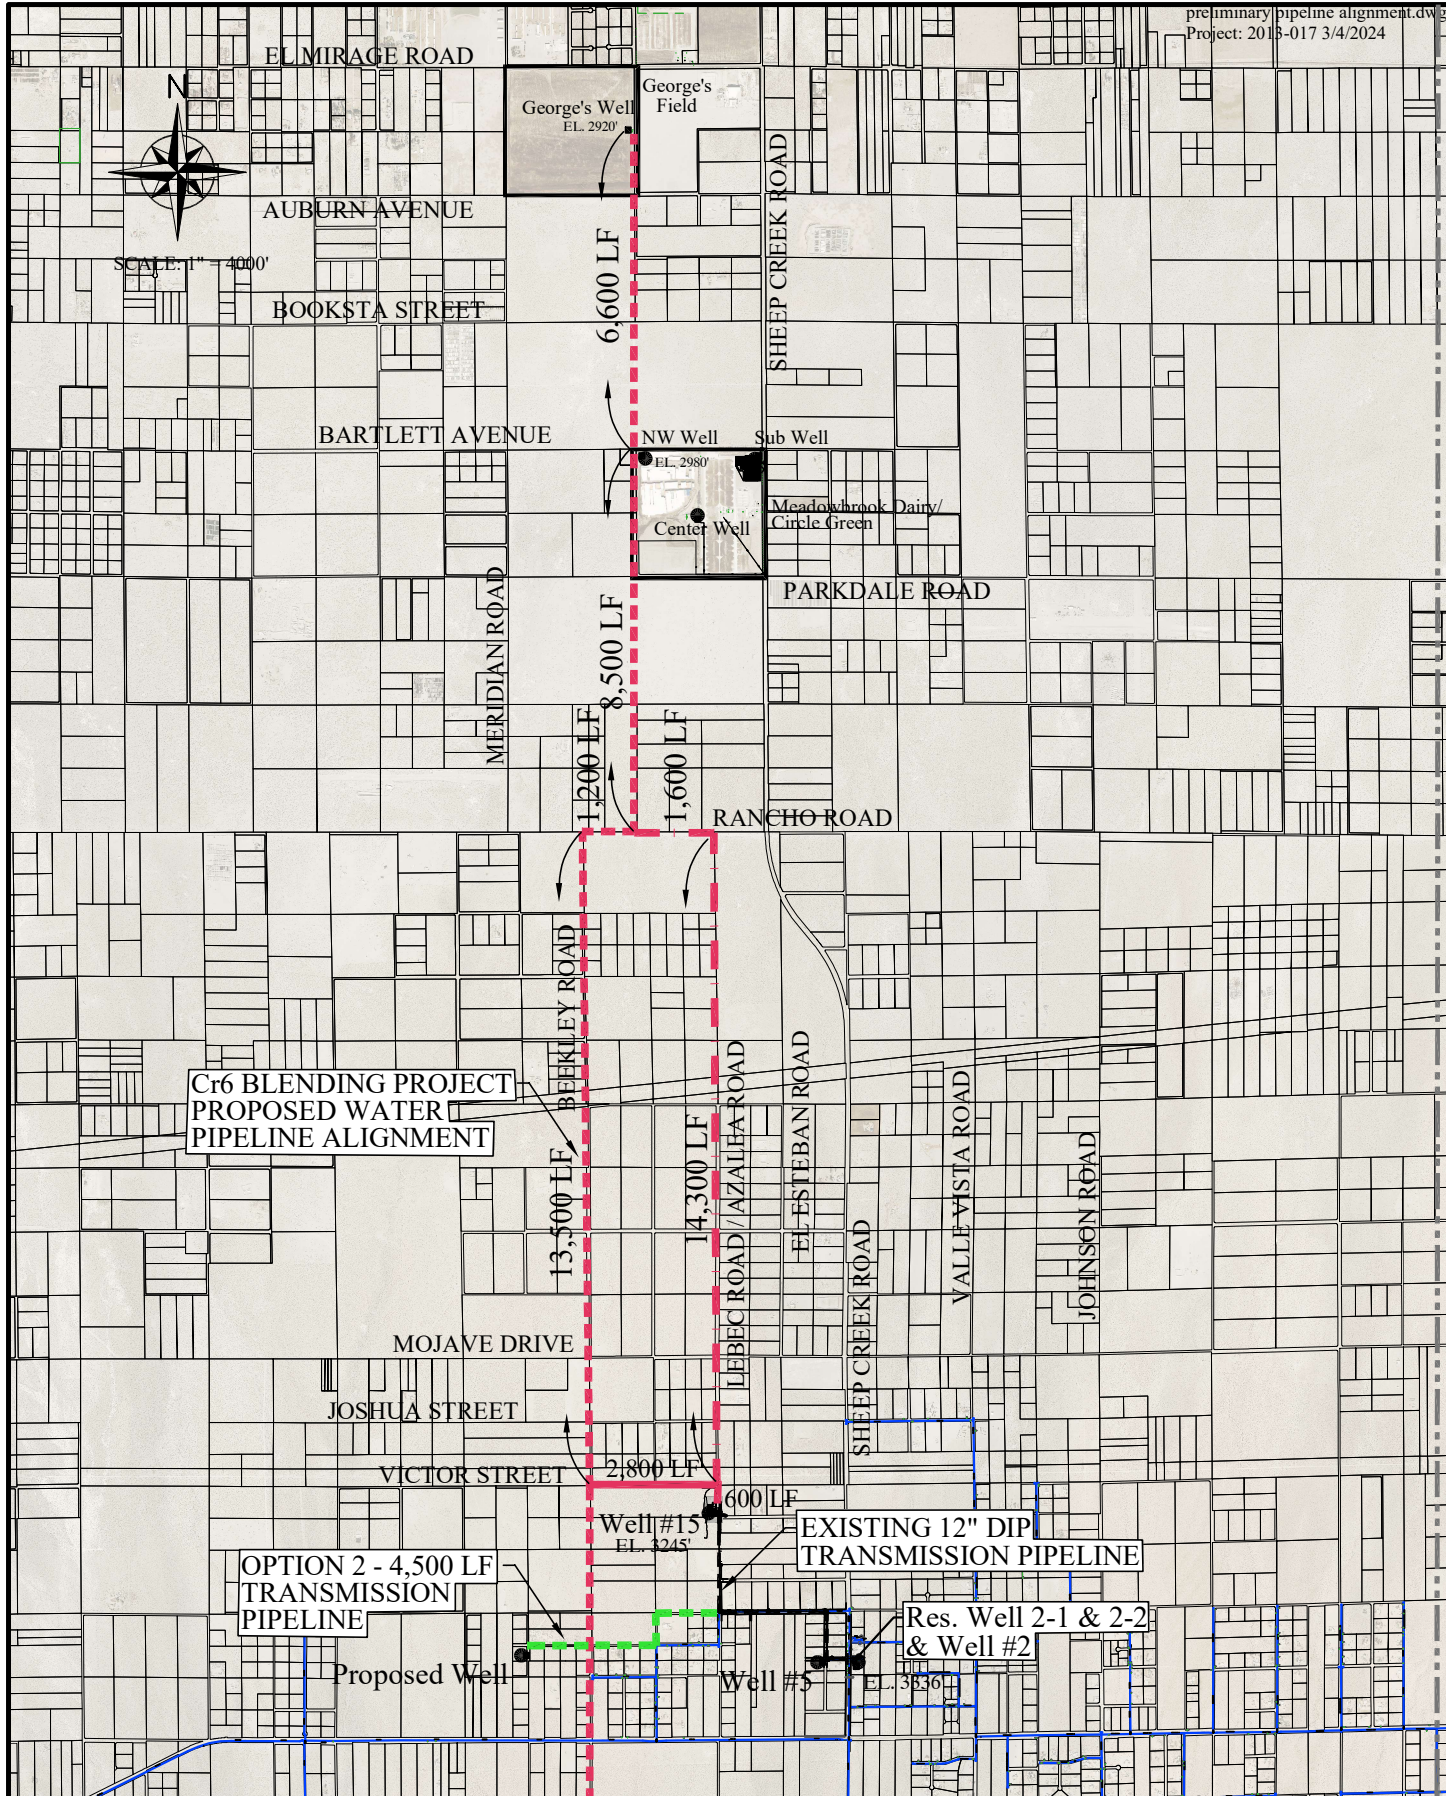 preliminary pipeline alignment.dwg
Project: 2013-017 3/4/2024
EL MIRAGE ROAD
N
George's Well
EL. 2920'
George's
Field
SHEEP CREEK ROAD
AUBURN AVENUE
SCALE: 1" = 4000'
6,600 LF
BOOKSTA STREET
BARTLETT AVENUE
NW Well
Sub Well
EL. 2980'
Meadowbrook Dairy/
Circle Green
Center Well
MERIDIAN ROAD
PARKDALE ROAD
8,500 LF
1,200 LF
1,600 LF
RANCHO ROAD
BEEKLEY ROAD
Cr6 BLENDING PROJECT
PROPOSED WATER
PIPELINE ALIGNMENT
13,500 LF
14,300 LF
LEBEC ROAD / AZALEA ROAD
EL ESTEBAN ROAD
VALLE VISTA ROAD
JOHNSON ROAD
SHEEP CREEK ROAD
MOJAVE DRIVE
JOSHUA STREET
VICTOR STREET
2,800 LF
600 LF
Well #15
EL. 3245'
EXISTING 12" DIP
TRANSMISSION PIPELINE
OPTION 2 - 4,500 LF
TRANSMISSION
PIPELINE
Res. Well 2-1 & 2-2
& Well #2
Proposed Well
Well #5
EL. 3336'